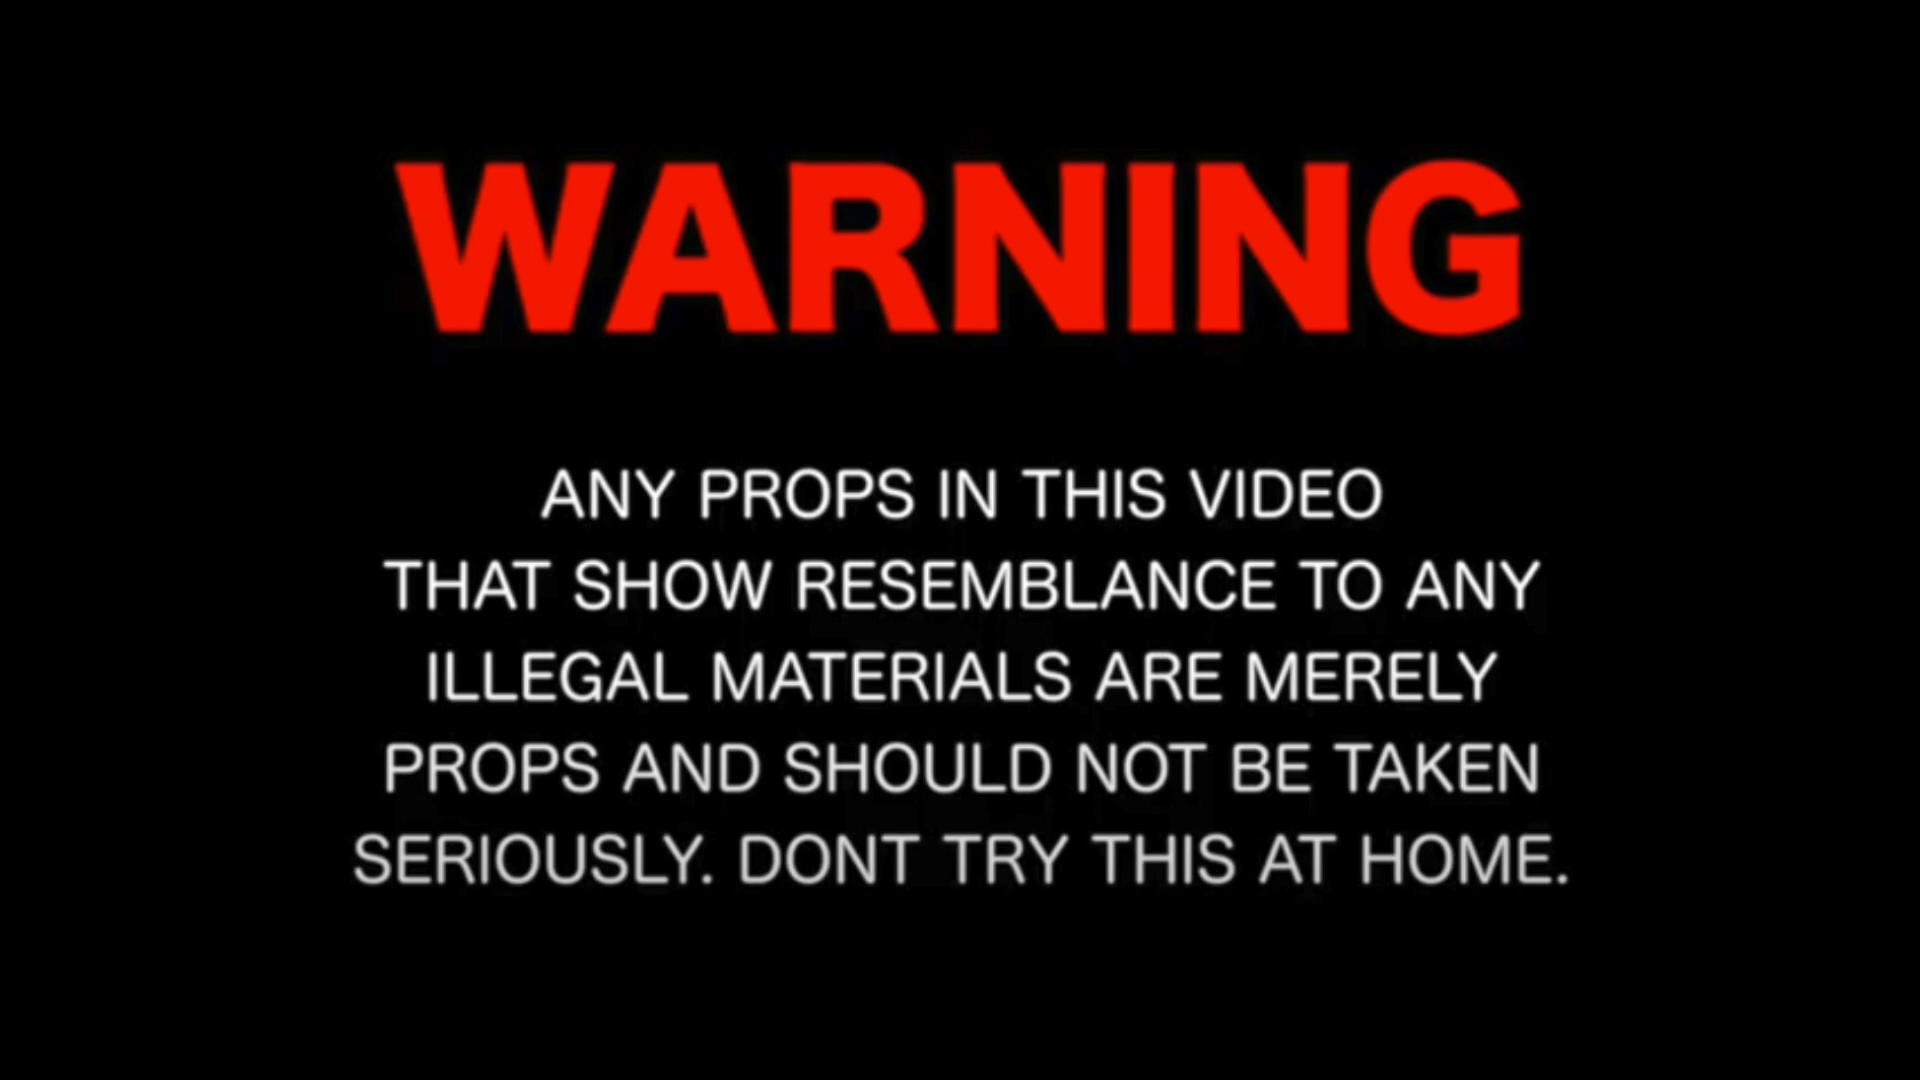 WARNING
ANY PROPS IN THIS VIDEO
THAT SHOW RESEMBLANCE TO ANY
ILLEGAL MATERIALS ARE MERELY
PROPS AND SHOULD NOT BE TAKEN
SERIOUSLY. DONT TRY THIS AT HOME.